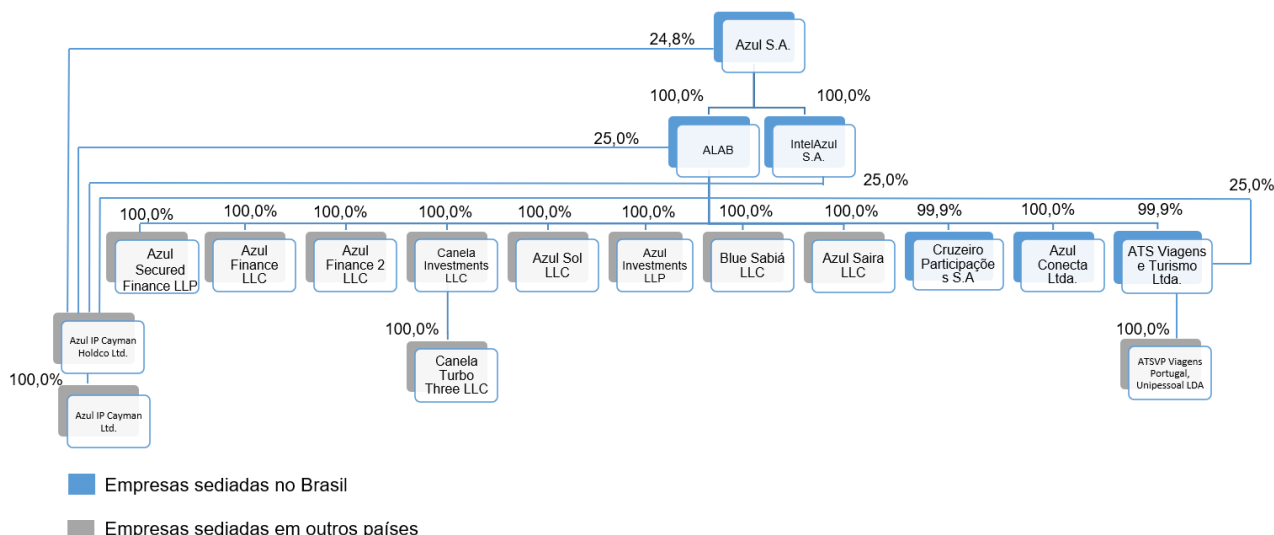 24,8%
Azul S.A.
100,0%
100,0%
25,0%
ALAB
IntelAzul
S.A.
25,0%
25,0%
100,0%
100,0%
100,0%
100,0%
100,0%
100,0%
100,0%
100,0%
99,9%
100,0%
99,9%
Azul
Secured
Finance LLP
Azul
Finance
LLC
Azul
Finance 2
LLC
Canela
Investments
LLC
Azul Sol
LLC
Azul
Investments
LLP
Blue Sabiá
LLC
Azul Saira
LLC
Cruzeiro
Participaçõe
s S.A
Azul
Conecta
Ltda.
ATS Viagens
e Turismo
Ltda.
Azul IP Cayman
Holdco Ltd.
100,0%
Canela
Turbo
Three LLC
100,0%
ATSVP Viagens
Portugal,
Unipessoal LDA
100,0%
Azul IP Cayman
Ltd.
Empresas sediadas no Brasil
Empresas sediadas em outros países